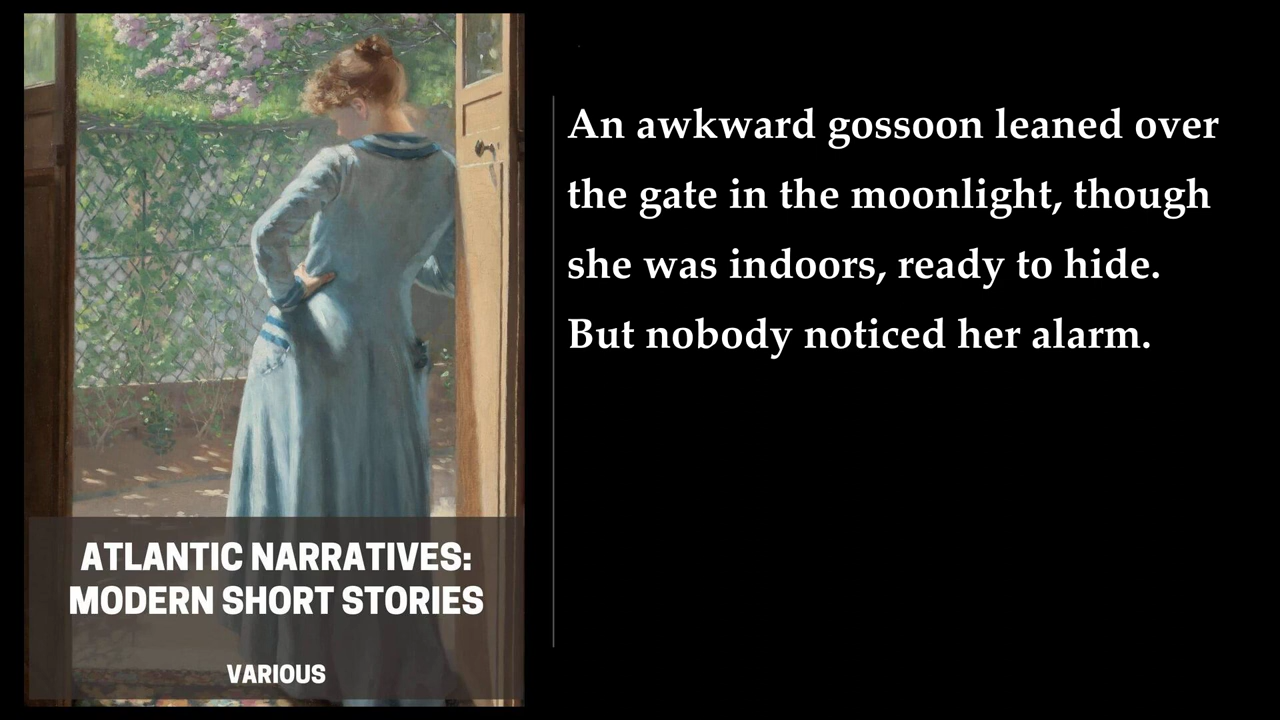 An awkward gossoon leaned over
the gate in the moonlight, though
she was indoors, ready to hide.
But nobody noticed her alarm.
ATLANTIC NARRATIVES:
MODERN SHORT STORIES
VARIOUS